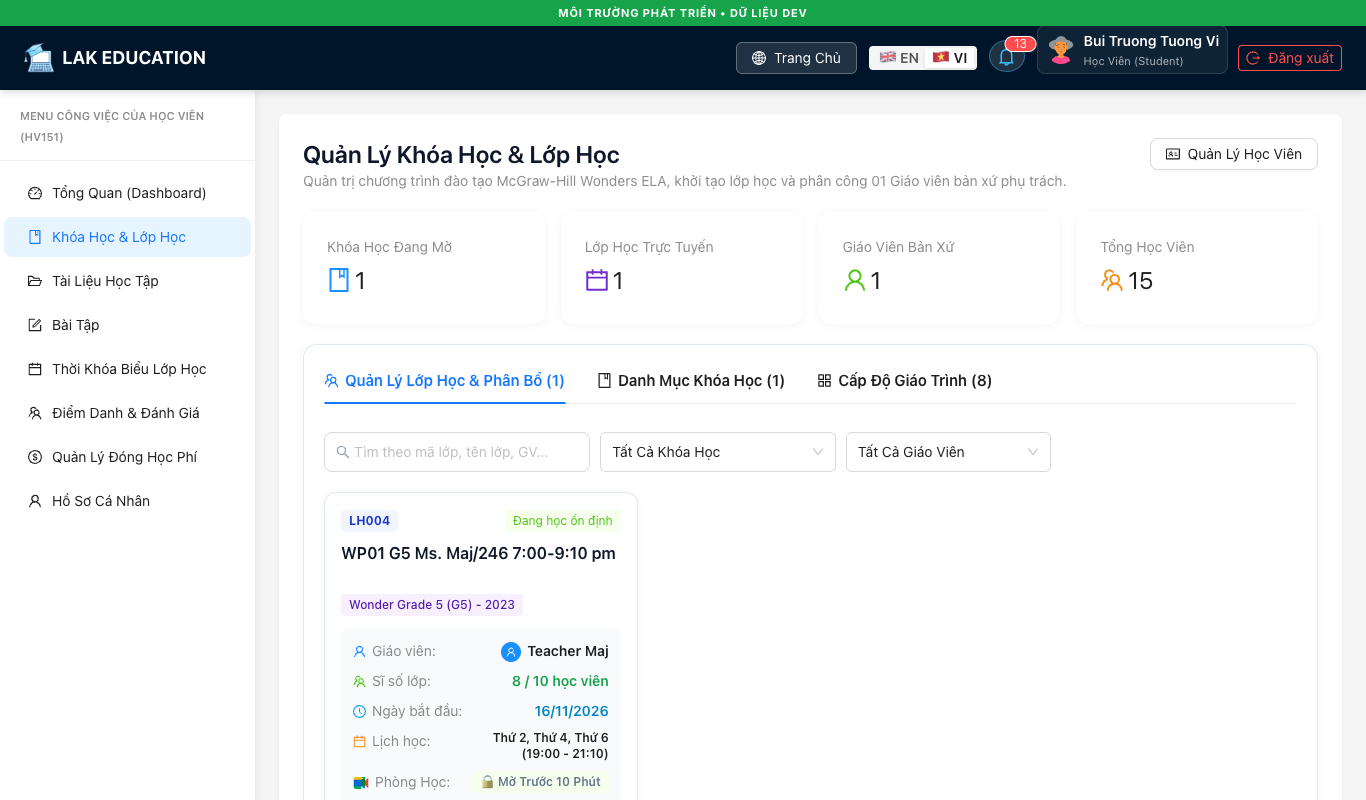 MÔI TRƯỜNG PHÁT TRIỂN • DỮ LIỆU DEV
LAK EDUCATION
Trang Chủ
EN
VI
13
Bui Truong Tuong Vi
Học Viên (Student)
Đăng xuất
MENU CÔNG VIỆC CỦA HỌC VIÊN
(HV151)
Tổng Quan (Dashboard)
Khóa Học & Lớp Học
Tài Liệu Học Tập
Bài Tập
Thời Khóa Biểu Lớp Học
Điểm Danh & Đánh Giá
Quản Lý Đóng Học Phí
Hồ Sơ Cá Nhân
Quản Lý Khóa Học & Lớp Học
Quản Lý Học Viên
Quản trị chương trình đào tạo McGraw-Hill Wonders ELA, khởi tạo lớp học và phân công 01 Giáo viên bản xứ phụ trách.
Khóa Học Đang Mở
1
Lớp Học Trực Tuyến
1
Giáo Viên Bản Xứ
1
Tổng Học Viên
15
Quản Lý Lớp Học & Phân Bổ (1)
Danh Mục Khóa Học (1)
Cấp Độ Giáo Trình (8)
Tìm theo mã lớp, tên lớp, GV...
Tất Cả Khóa Học
Tất Cả Giáo Viên
LH004
Đang học ổn định
WP01 G5 Ms. Maj/246 7:00-9:10 pm
Wonder Grade 5 (G5) - 2023
Giáo viên:
Teacher Maj
Sĩ số lớp:
8 / 10 học viên
Ngày bắt đầu:
16/11/2026
Lịch học:
Thứ 2, Thứ 4, Thứ 6
(19:00 - 21:10)
Phòng Học:
Mở Trước 10 Phút